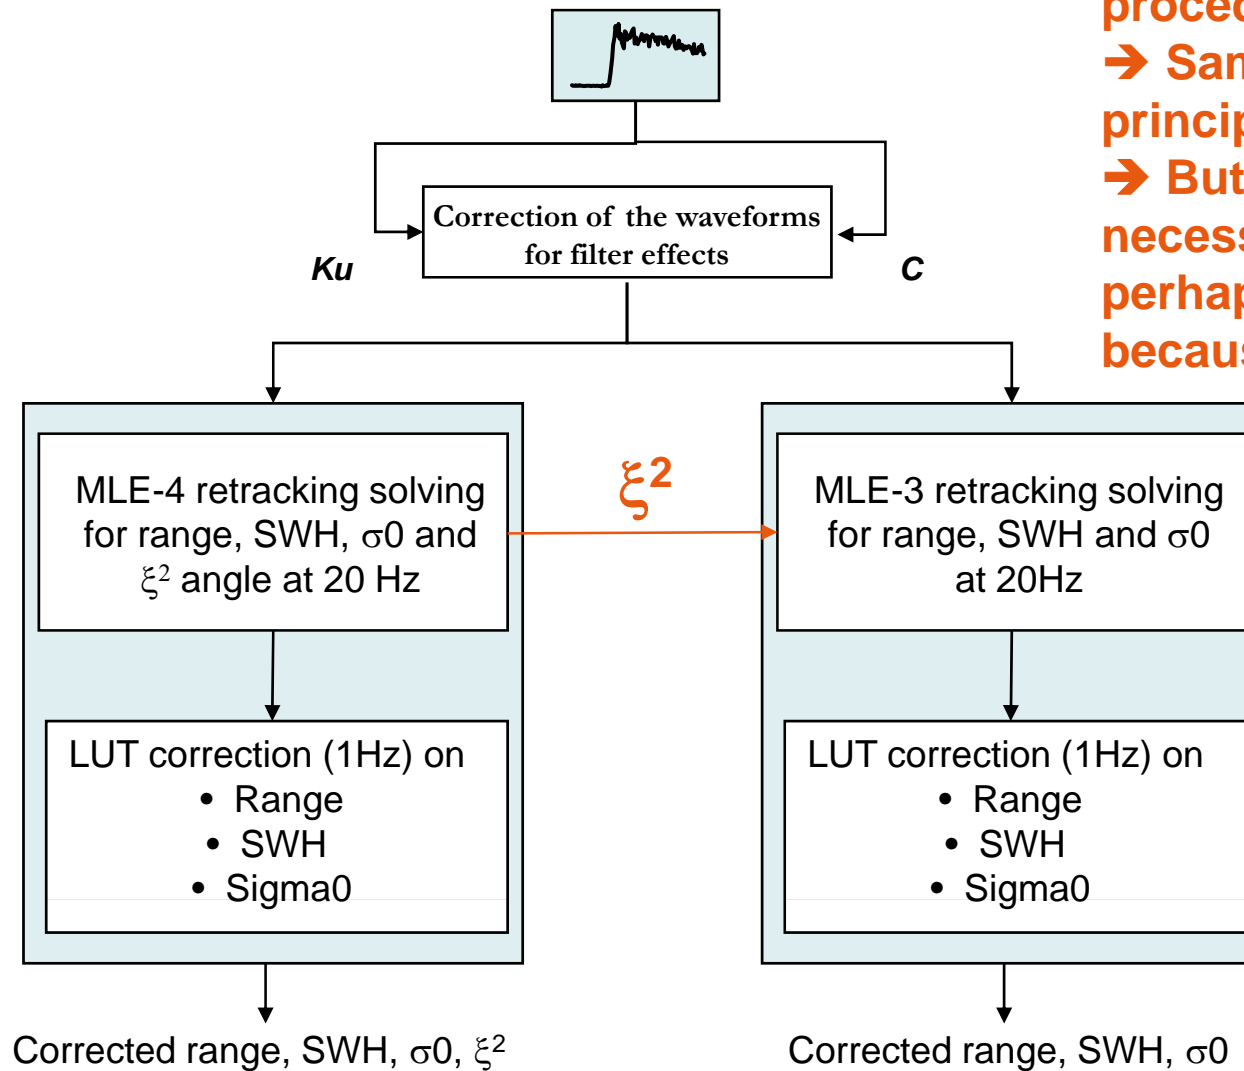 ➔
➔ But
Correction of the waveforms
for filter effects
Ku
C
MLE-4 retracking solving
for range, SWH, σ0 and
ξ² angle at 20 Hz
ξ²
MLE-3 retracking solving
for range, SWH and σ0
at 20Hz
LUT correction (1Hz) on
• Range
• SWH
• Sigma0
LUT correction (1Hz) on
• Range
• SWH
• Sigma0
Corrected range, SWH, σ0, ξ²
Corrected range, SWH, σ0